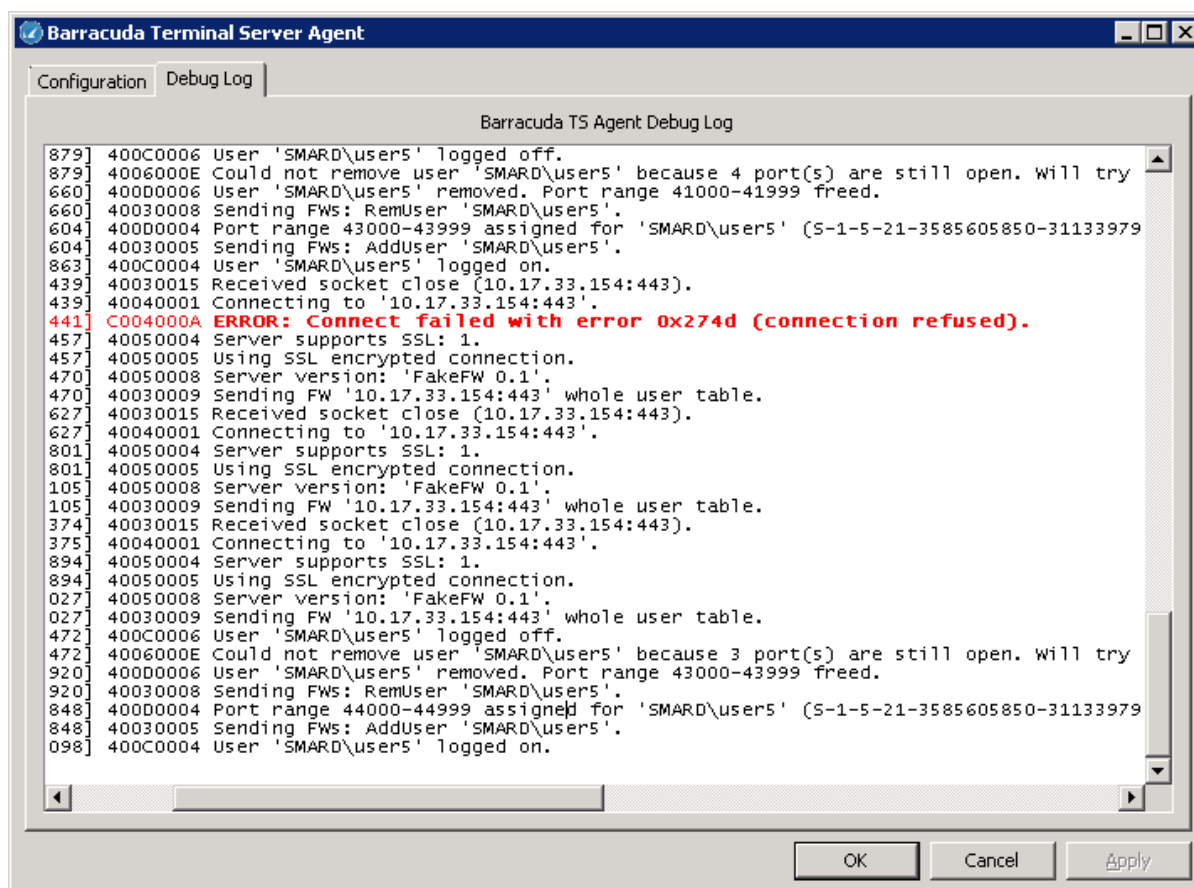 Barracuda Terminal Server Agent
Configuration
Debug Log
Barracuda TS Agent Debug Log
879] 400C0006 User 'SMARD\user5' logged off.
879] 4006000E Could not remove user 'SMARD\user5' because 4 port(s) are still open. Will try
660] 400D0006 User 'SMARD\user5' removed. Port range 41000-41999 freed.
660] 40030008 Sending FWs: RemUser 'SMARD\user5'.
604] 400D0004 Port range 43000-43999 assigned for 'SMARD\user5' (S-1-5-21-3585605850-31133979
604] 40030005 Sending FWs: AddUser 'SMARD\user5'.
863] 400C0004 User 'SMARD\user5' logged on.
439] 40030015 Received socket close (10.17.33.154:443).
439] 40040001 Connecting to '10.17.33.154:443'.
441] C004000A ERROR: Connect failed with error 0x274d (connection refused).
457] 40050004 Server supports SSL: 1.
457] 40050005 Using SSL encrypted connection.
470] 40050008 Server version: 'FakeFW 0.1'.
470] 40030009 Sending FW '10.17.33.154:443' whole user table.
627] 40030015 Received socket close (10.17.33.154:443).
627] 40040001 Connecting to '10.17.33.154:443'.
801] 40050004 Server supports SSL: 1.
801] 40050005 Using SSL encrypted connection.
105] 40050008 Server version: 'FakeFW 0.1'.
105] 40030009 Sending FW '10.17.33.154:443' whole user table.
374] 40030015 Received socket close (10.17.33.154:443).
375] 40040001 Connecting to '10.17.33.154:443'.
894] 40050004 Server supports SSL: 1.
894] 40050005 Using SSL encrypted connection.
027] 40050008 Server version: 'FakeFW 0.1'.
027] 40030009 Sending FW '10.17.33.154:443' whole user table.
472] 400C0006 User 'SMARD\user5' logged off.
472] 4006000E Could not remove user 'SMARD\user5' because 3 port(s) are still open. Will try
920] 400D0006 User 'SMARD\user5' removed. Port range 43000-43999 freed.
920] 40030008 Sending FWs: RemUser 'SMARD\user5'.
848] 400D0004 Port range 44000-44999 assigned for 'SMARD\user5' (S-1-5-21-3585605850-31133979
848] 40030005 Sending FWs: AddUser 'SMARD\user5'.
098] 400C0004 User 'SMARD\user5' logged on.
OK
Cancel
Apply